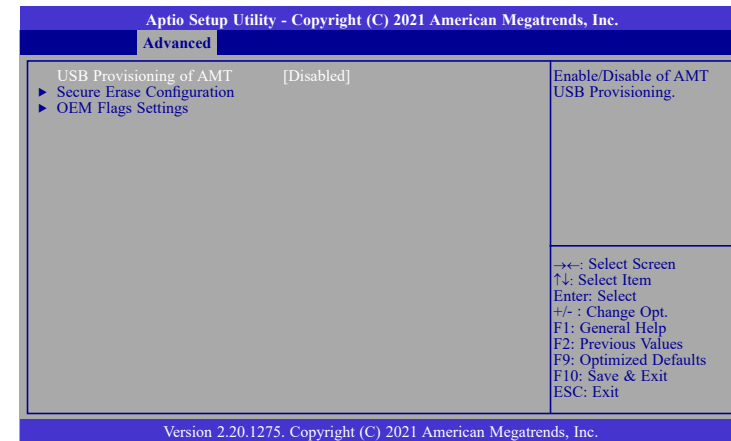 Aptio Setup Utility - Copyright (C) 2021 American Megatrends, Inc.
Advanced
USB Provisioning of AMT [Disabled]
► Secure Erase Configuration
► OEM Flags Settings
Enable/Disable of AMT
USB Provisioning.
→←: Select Screen
↑↓: Select Item
Enter: Select
+/- : Change Opt.
F1: General Help
F2: Previous Values
F9: Optimized Defaults
F10: Save & Exit
ESC: Exit
Version 2.20.1275. Copyright (C) 2021 American Megatrends, Inc.